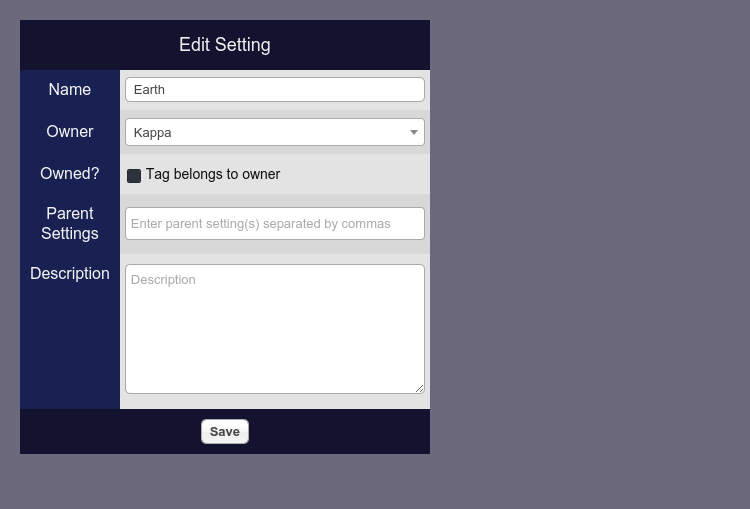 Edit Setting
Name
Earth
Owner
Kappa
Owned?
Tag belongs to owner
Parent
Settings
Enter parent setting(s) separated by commas
Description
Description
Save